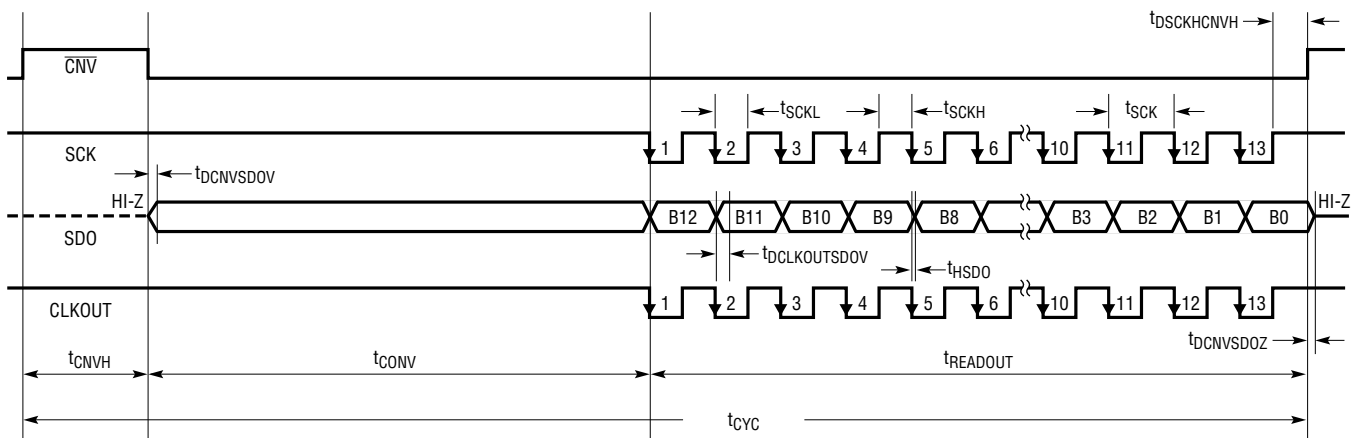 tDSCKHCNVH
CNV
tSCKL
tSCKH
tSCK
SCK
1 2 3 4 5 6 10 11 12 13
tDCNVSDOV
HI-Z
HI-Z
SDO
B12 B11 B10 B9 B8 B3 B2 B1 B0
tDCLKOUTSDOV
tHSDO
CLKOUT
1 2 3 4 5 6 10 11 12 13
tDCNVSDOZ
tCNVH
tCONV
tREADOUT
tCYC